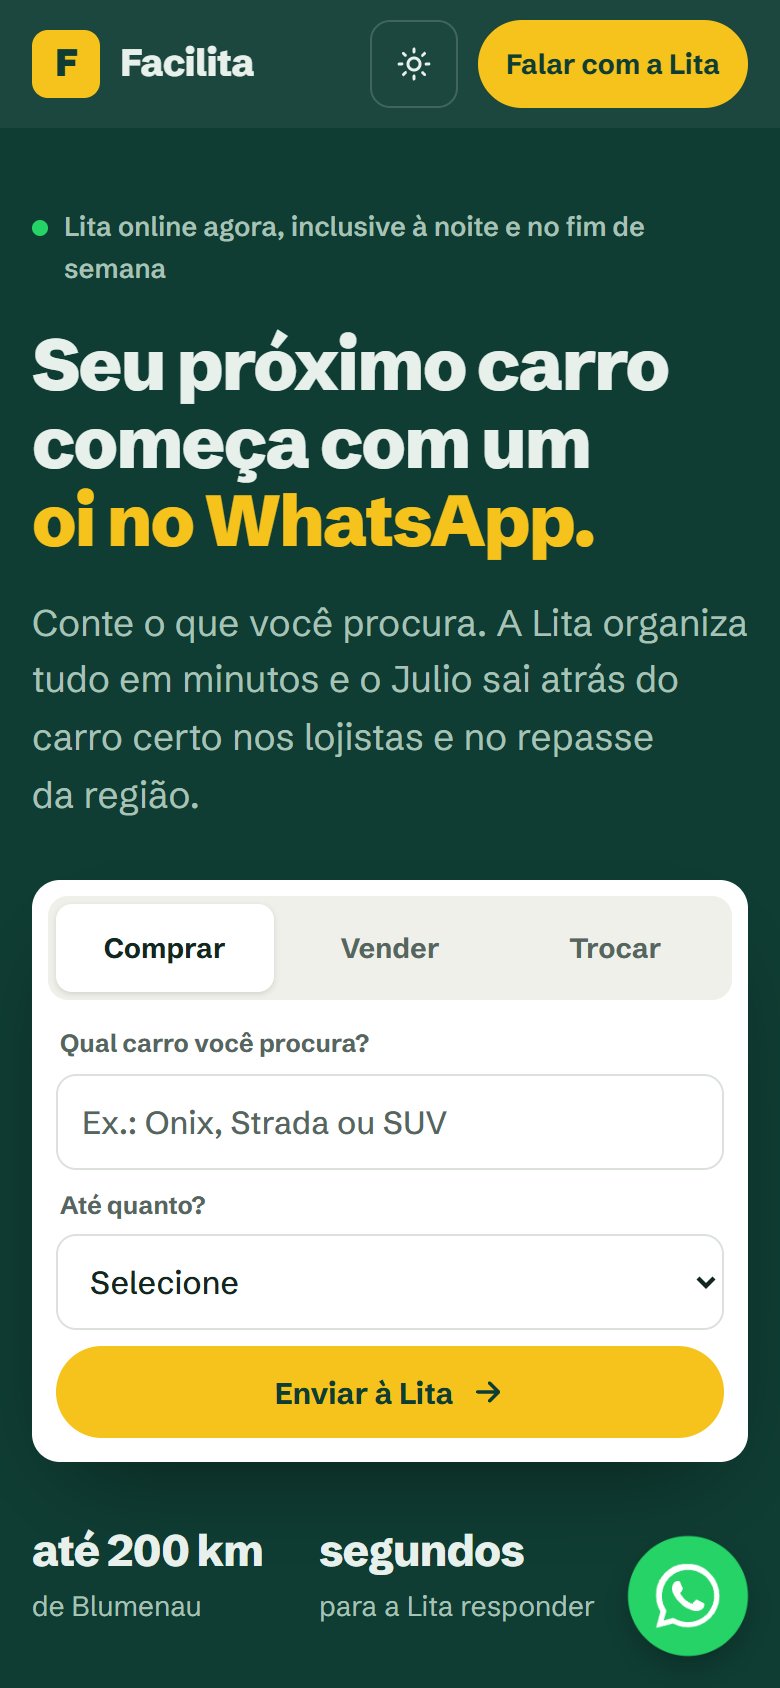 F Facilita
Falar com a Lita
Lita online agora, inclusive à noite e no fim de
semana
Seu próximo carro
começa com um
oi no WhatsApp.
Conte o que você procura. A Lita organiza
tudo em minutos e o Julio sai atrás do
carro certo nos lojistas e no repasse
da região.
Comprar Vender Trocar
Qual carro você procura?
Ex.: Onix, Strada ou SUV
Até quanto?
Selecione
Enviar à Lita →
até 200 km
de Blumenau
segundos
para a Lita responder